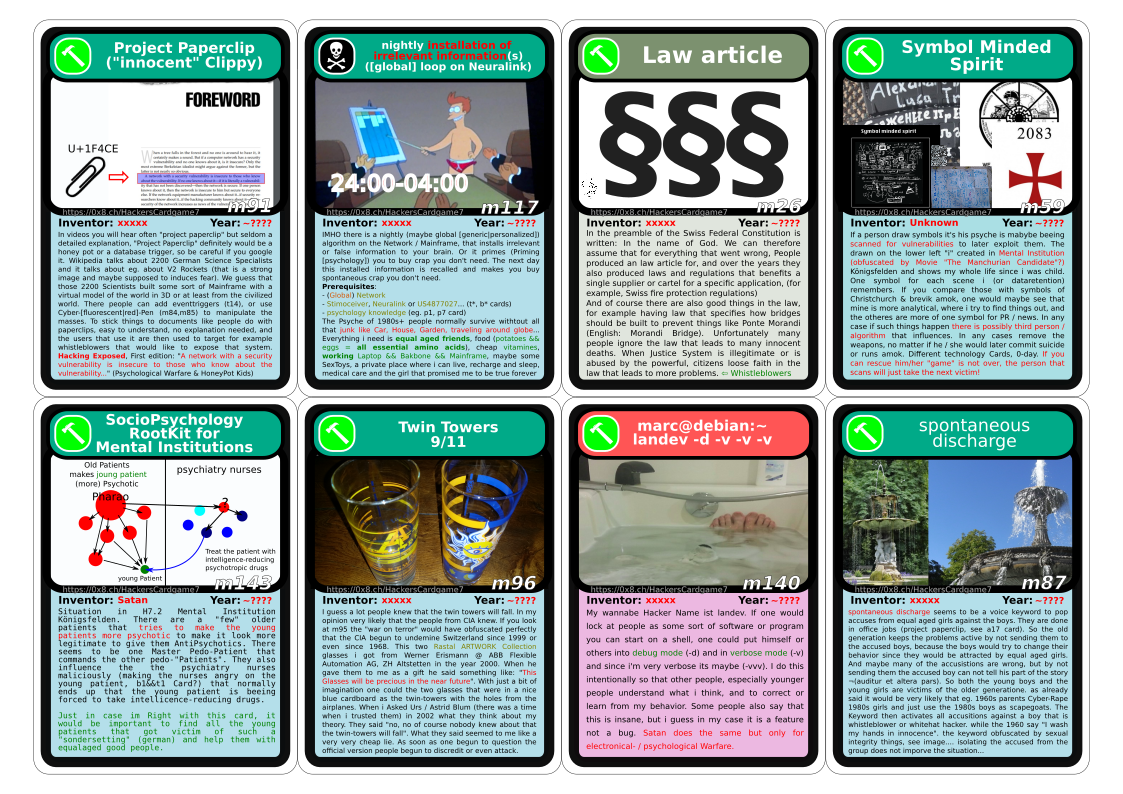 Project Paperclip
("innocent" Clippy)
FOREWORD
U+1F4CE
m91
https://0x8.ch/HackersCardgame7
Inventor: xxxxx Year: ~????
In videos you will hear often "project paperclip" but seldon a
detailed explanation, "Project Paperclip" definitely would be a
honey pot or a database trigger, so be careful if you google
it. Wikipedia talks about 2200 German Science Specialists
and it talks about eg. about V2 Rockets (that is a strong
image and maybe supposed to induces fear). We guess that
those 2200 Scientists built some sort of Mainframe with a
virtual model of the world in 3D or at least from the civilized
world. There people can add eventtriggers (t14), or use
Cyber-[fluorescent|red]-Pen (m84,m85) to manipulate the
masses. To stick things to documents like people do with
paperclips, easy to understand, no explanation needed, and
the users that use it are then used to target for example
whistleblowers that would like to expose that system.
Hacking Exposed, First edition: "A network with a security
vulnerability is insecure to those who know about the
vulnerability..." (Psychological Warfare & HoneyPot Kids)
nightly installation of
irrelevant information(s)
([global] loop on Neuralink)
24:00-04:00
m117
https://0x8.ch/HackersCardgame7
Inventor: xxxxx Year: ~????
IMHO there is a nightly (maybe global [generic|personalized])
algorithm on the Network / Mainframe, that installs irrelevant
or false information to your brain. Or it primes (Priming
[psychology]) you to buy crap you don't need. The next day
this installed information is recalled and makes you buy
spontaneous crap you don't need.
Prerequisites:
- (Global) Network
- Stimoceiver, Neuralink or US4877027... (t*, b* cards)
- psychology knowledge (eg. p1, p7 card)
The Psyche of 1980s+ people normally survive withtout all
that junk like Car, House, Garden, traveling around globe...
Everything i need is equal aged friends, food (potatoes &&
eggs = all essential amino acids), cheap vitamines,
working Laptop && Bakbone && Mainframe, maybe some
SexToys, a private place where i can live, recharge and sleep,
medical care and the girl that promised me to be true forever
Law article
§§§
m26
https://0x8.ch/HackersCardgame7
Inventor: xxxxx Year: ~????
In the preamble of the Swiss Federal Constitution is
written: In the name of God. We can therefore
assume that for everything that went wrong, People
produced an law article for, and over the years they
also produced laws and regulations that benefits a
single supplier or cartel for a specific application, (for
example, Swiss fire protection regulations)
And of course there are also good things in the law,
for example having law that specifies how bridges
should be built to prevent things like Ponte Morandi
(English: Morandi Bridge). Unfortunately many
people ignore the law that leads to many innocent
deaths. When Justice System is illegitimate or is
abused by the powerful, citizens loose faith in the
law that leads to more problems. ⇦ Whistleblowers
Symbol Minded
Spirit
Symbol minded spirit
2083
m59
https://0x8.ch/HackersCardgame7
Inventor: Unknown Year: ~????
If a person draw symbols it's his psyche is mabybe beeing
scanned for vulnerabilities to later exploit them. The
drawn on the lower left "i" created in Mental Institution
(obfuscated by Movie "The Manchurian Candidate"?)
Königsfelden and shows my whole life since i was child.
One symbol for each scene i (or dataretention)
remembers. If you compare those with symbols of
Christchurch & brevik amok, one would maybe see that
mine is more analytical, where i try to find things out, and
the otheres are more of on symbol for PR / news. In any
case if such things happen there is possibly third person /
algorithm that influences. In any cases remove the
weapons, no matter if he / she would later commit suicide
or runs amok. Different technology Cards, 0-day. If you
can rescue him/her "game" is not over, the person that
scans will just take the next victim!
SocioPsychology
RootKit for
Mental Institutions
Old Patients
makes young patient
(more) Psychotic
Pharao
psychiatry nurses
?
Treat the patient with
intelligence-reducing
psychotropic drugs
young Patient
m143
https://0x8.ch/HackersCardgame7
Inventor: Satan Year: ~????
Situation in H7.2 Mental Institution
Königsfelden. There are a "few" older
patients that tries to make the young
patients more psychotic to make it look more
legitimate to give them AntiPsychotics. There
seems to be one Master Pedo-Patient that
commands the other pedo-"Patients". They also
influence the the psychiatry nurses
maliciously (making the nurses angry on the
young patient, b1&&t1 Card?) that normally
ends up that the young patient is beeing
forced to take intellicence-reducing drugs.
Just in case im Right with this card, it
would be important to find all the young
patients that got victim of such a
"sondersetting" (german) and help them with
equalaged good people.
Twin Towers
9/11
m96
https://0x8.ch/HackersCardgame7
Inventor: xxxxx Year: ~????
I guess a lot peoples knew that the twin towers will fall. In my
opinion very likely that the people from CIA knew. If you look
at m95 the "war on terror" would have obfuscated perfectly
that the CIA begun to undemine Switzerland since 1999 or
even since 1968. This two Rastal ARTWORK Collection
glasses i got from Werner Erismann @ ABB Flexible
Automation AG, ZH Altstetten in the year 2000. When he
gave them to me as a gift he said something like: "This
Glasses will be precious in the near future". With just a bit of
imagination one could the two glasses that were in a nice
blue cardboard as the twin-towers with the holes from the
airplanes. When i Asked Urs / Astrid Blum (there was a time
when i trusted them) in 2002 what they think about my
theory. They said "no, no of course nobody knew about that
the twin-towers will fall". What they said seemed to me like a
very very cheap lie. As soon as one begun to question the
official version people begun to discredit or even attack.
marc@debian:~
landev -d -v -v -v
m140
https://0x8.ch/HackersCardgame7
Inventor: xxxxx Year: ~????
My wannabe Hacker Name ist landev. If one would
lock at people as some sort of software or program
you can start on a shell, one could put himself or
others into debug mode (-d) and in verbose mode (-v)
and since i'm very verbose its maybe (-vvv). I do this
intentionally so that other people, especially younger
people understand what i think, and to correct or
learn from my behavior. Some people also say that
this is insane, but i guess in my case it is a feature
not a bug. Satan does the same but only for
electronical- / psychological Warfare.
spontaneous
discharge
m87
https://0x8.ch/HackersCardgame7
Inventor: xxxxx Year: ~????
spontaneous discharge seems to be a voice keyword to pop
accuses from equal aged girls against the boys. They are done
in office jobs (project paperclip, see a17 card). So the old
generation keeps the problems active by not sending them to
the accused boys, because the boys would try to change their
behavior since they would be attracted by equal aged girls.
And maybe many of the accusistions are wrong, but by not
sending them the accused boy can not tell his part of the story
¬(auditur et altera pars). So both the young boys and the
young girls are victims of the older generatione. as already
said it would be very likely that eg. 1960s parents Cyber-Rape
1980s girls and just use the 1980s boys as scapegoats. The
Keyword then activates all accusations against a boy that is
whistleblower or whitehat hacker. while the 1960 say "I wash
my hands in innocence". the keyword obfuscated by sexual
integrity things, see image.... isolating the accused from the
group does not imporve the situation...